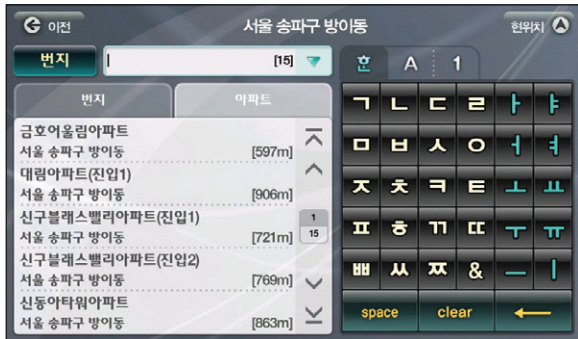 이전
서울 송파구 방이동
현위치
번지
[15]
호 A 1
번지 아파트
금호어울림아파트
서울 송파구 방이동 [597m]
대림아파트(진입1)
서울 송파구 방이동 [906m]
신구블래스밸리아파트(진입1)
서울 송파구 방이동 [721m]
신구블래스밸리아파트(진입2)
서울 송파구 방이동 [769m]
신동아타워아파트
서울 송파구 방이동 [863m]
1
15
ㄱ ㄴ ㄷ ㄹ ㅏ ㅑ
ㅁ ㅂ ㅅ ㅇ ㅓ ㅕ
ㅈ ㅊ ㅋ ㅌ ㅗ ㅛ
ㅍ ㅎ ㄲ ㄸ ㅜ ㅠ
ㅃ ㅆ ㅉ & ㅡ ㅣ
space clear